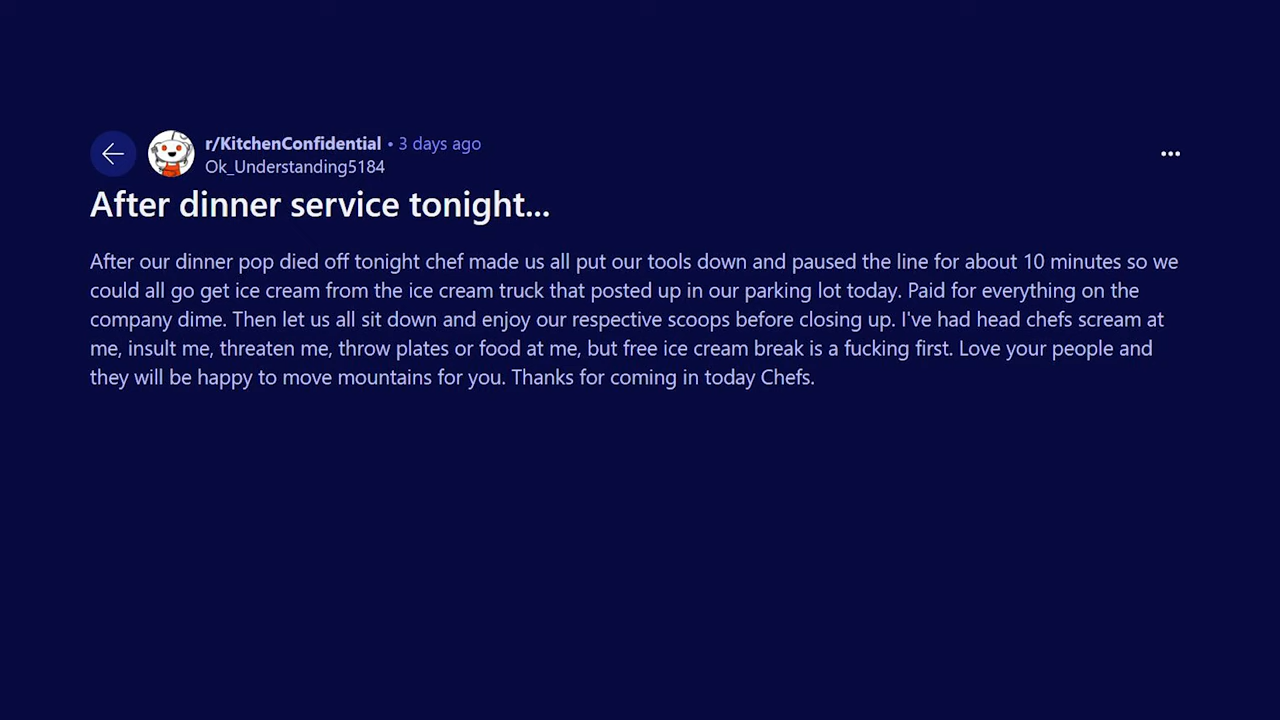 r/KitchenConfidential • 3 days ago
Ok_Understanding5184
After dinner service tonight...
After our dinner pop died off tonight chef made us all put our tools down and paused the line for about 10 minutes so we
could all go get ice cream from the ice cream truck that posted up in our parking lot today. Paid for everything on the
company dime. Then let us all sit down and enjoy our respective scoops before closing up. I've had head chefs scream at
me, insult me, threaten me, throw plates or food at me, but free ice cream break is a fucking first. Love your people and
they will be happy to move mountains for you. Thanks for coming in today Chefs.